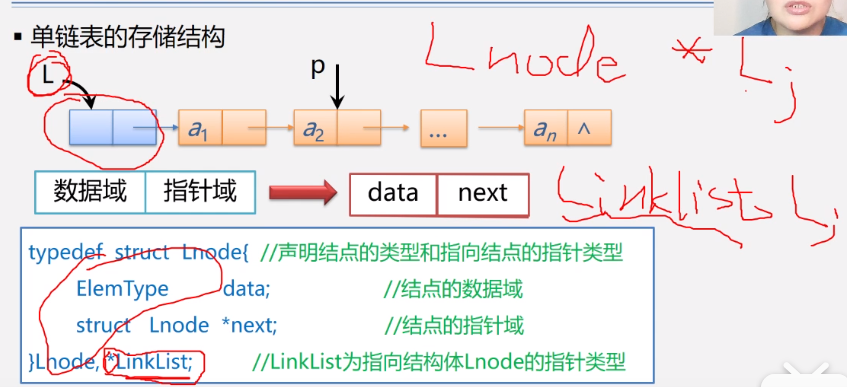 ▪ 单链表的存储结构
Lnode * L;
L p
a1 a2 … an ∧
数据域 指针域 data next
LinkList L;
typedef struct Lnode{ //声明结点的类型和指向结点的指针类型
ElemType data; //结点的数据域
struct Lnode *next; //结点的指针域
}Lnode, *LinkList; //LinkList为指向结构体Lnode的指针类型